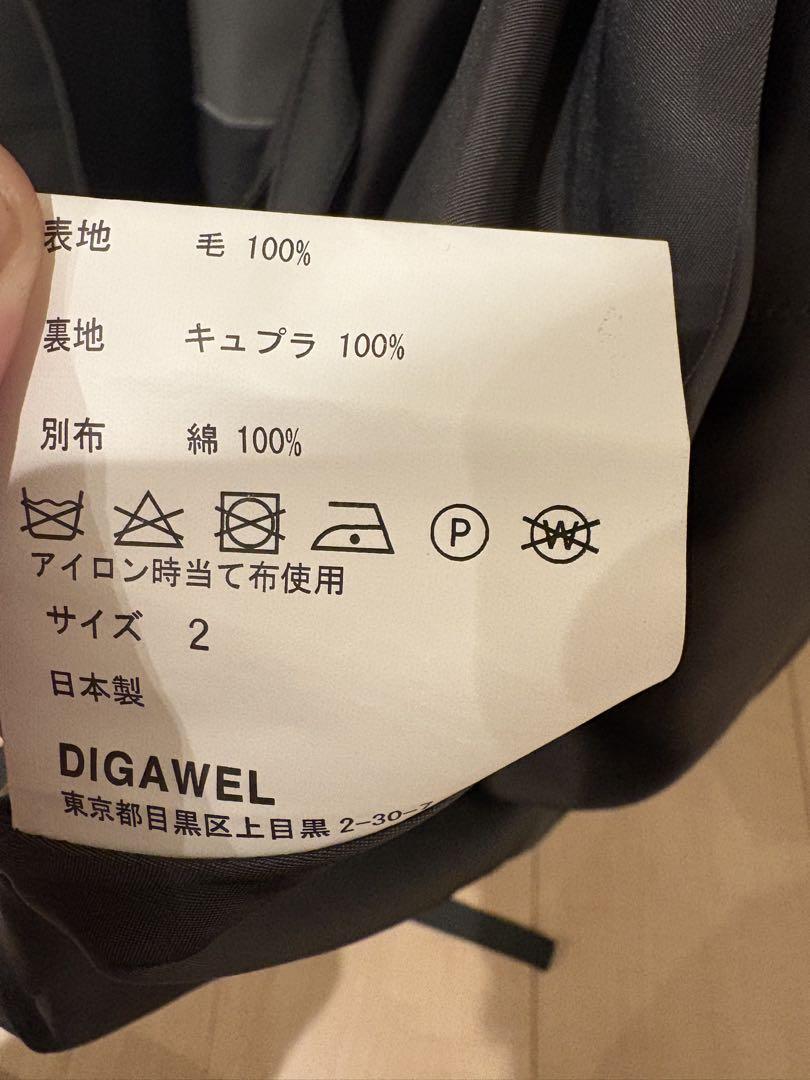 表地 毛 100%
裏地 キュプラ 100%
別布 綿 100%
P W
アイロン時当て布使用
サイズ 2
日本製
DIGAWEL
東京都目黒区上目黒 2-30-